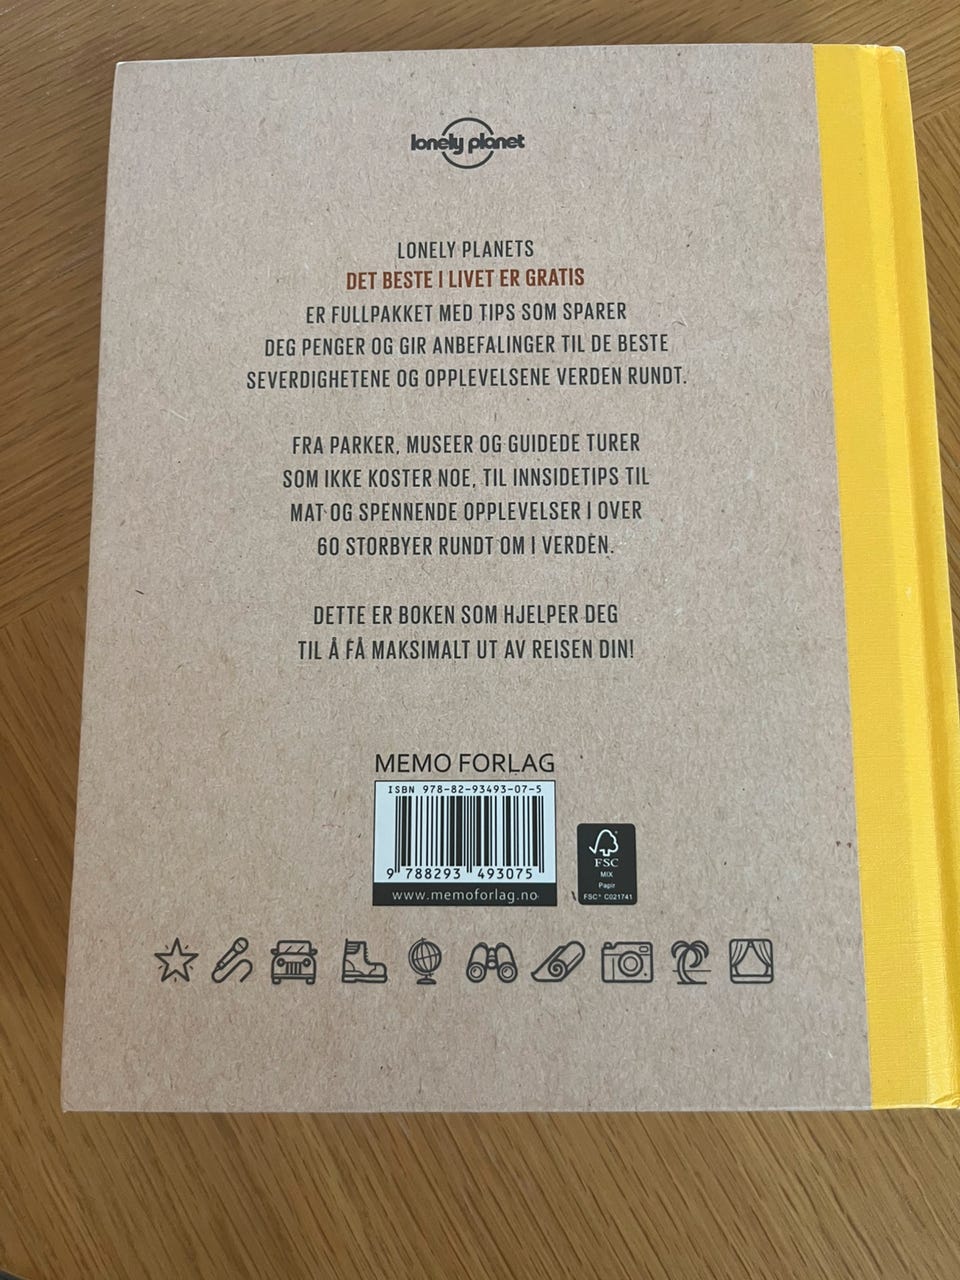 lonely planet
LONELY PLANETS
DET BESTE I LIVET ER GRATIS
ER FULLPAKKET MED TIPS SOM SPARER
DEG PENGER OG GIR ANBEFALINGER TIL DE BESTE
SEVERDIGHETENE OG OPPLEVELSENE VERDEN RUNDT.
FRA PARKER, MUSEER OG GUIDEDE TURER
SOM IKKE KOSTER NOE, TIL INNSIDETIPS TIL
MAT OG SPENNENDE OPPLEVELSER I OVER
60 STORBYER RUNDT OM I VERDEN.
DETTE ER BOKEN SOM HJELPER DEG
TIL Å FÅ MAKSIMALT UT AV REISEN DIN!
MEMO FORLAG
ISBN 978-82-93493-07-5
9 788293 493075
www.memoforlag.no
FSC
MIX
Papir
FSC® C021741